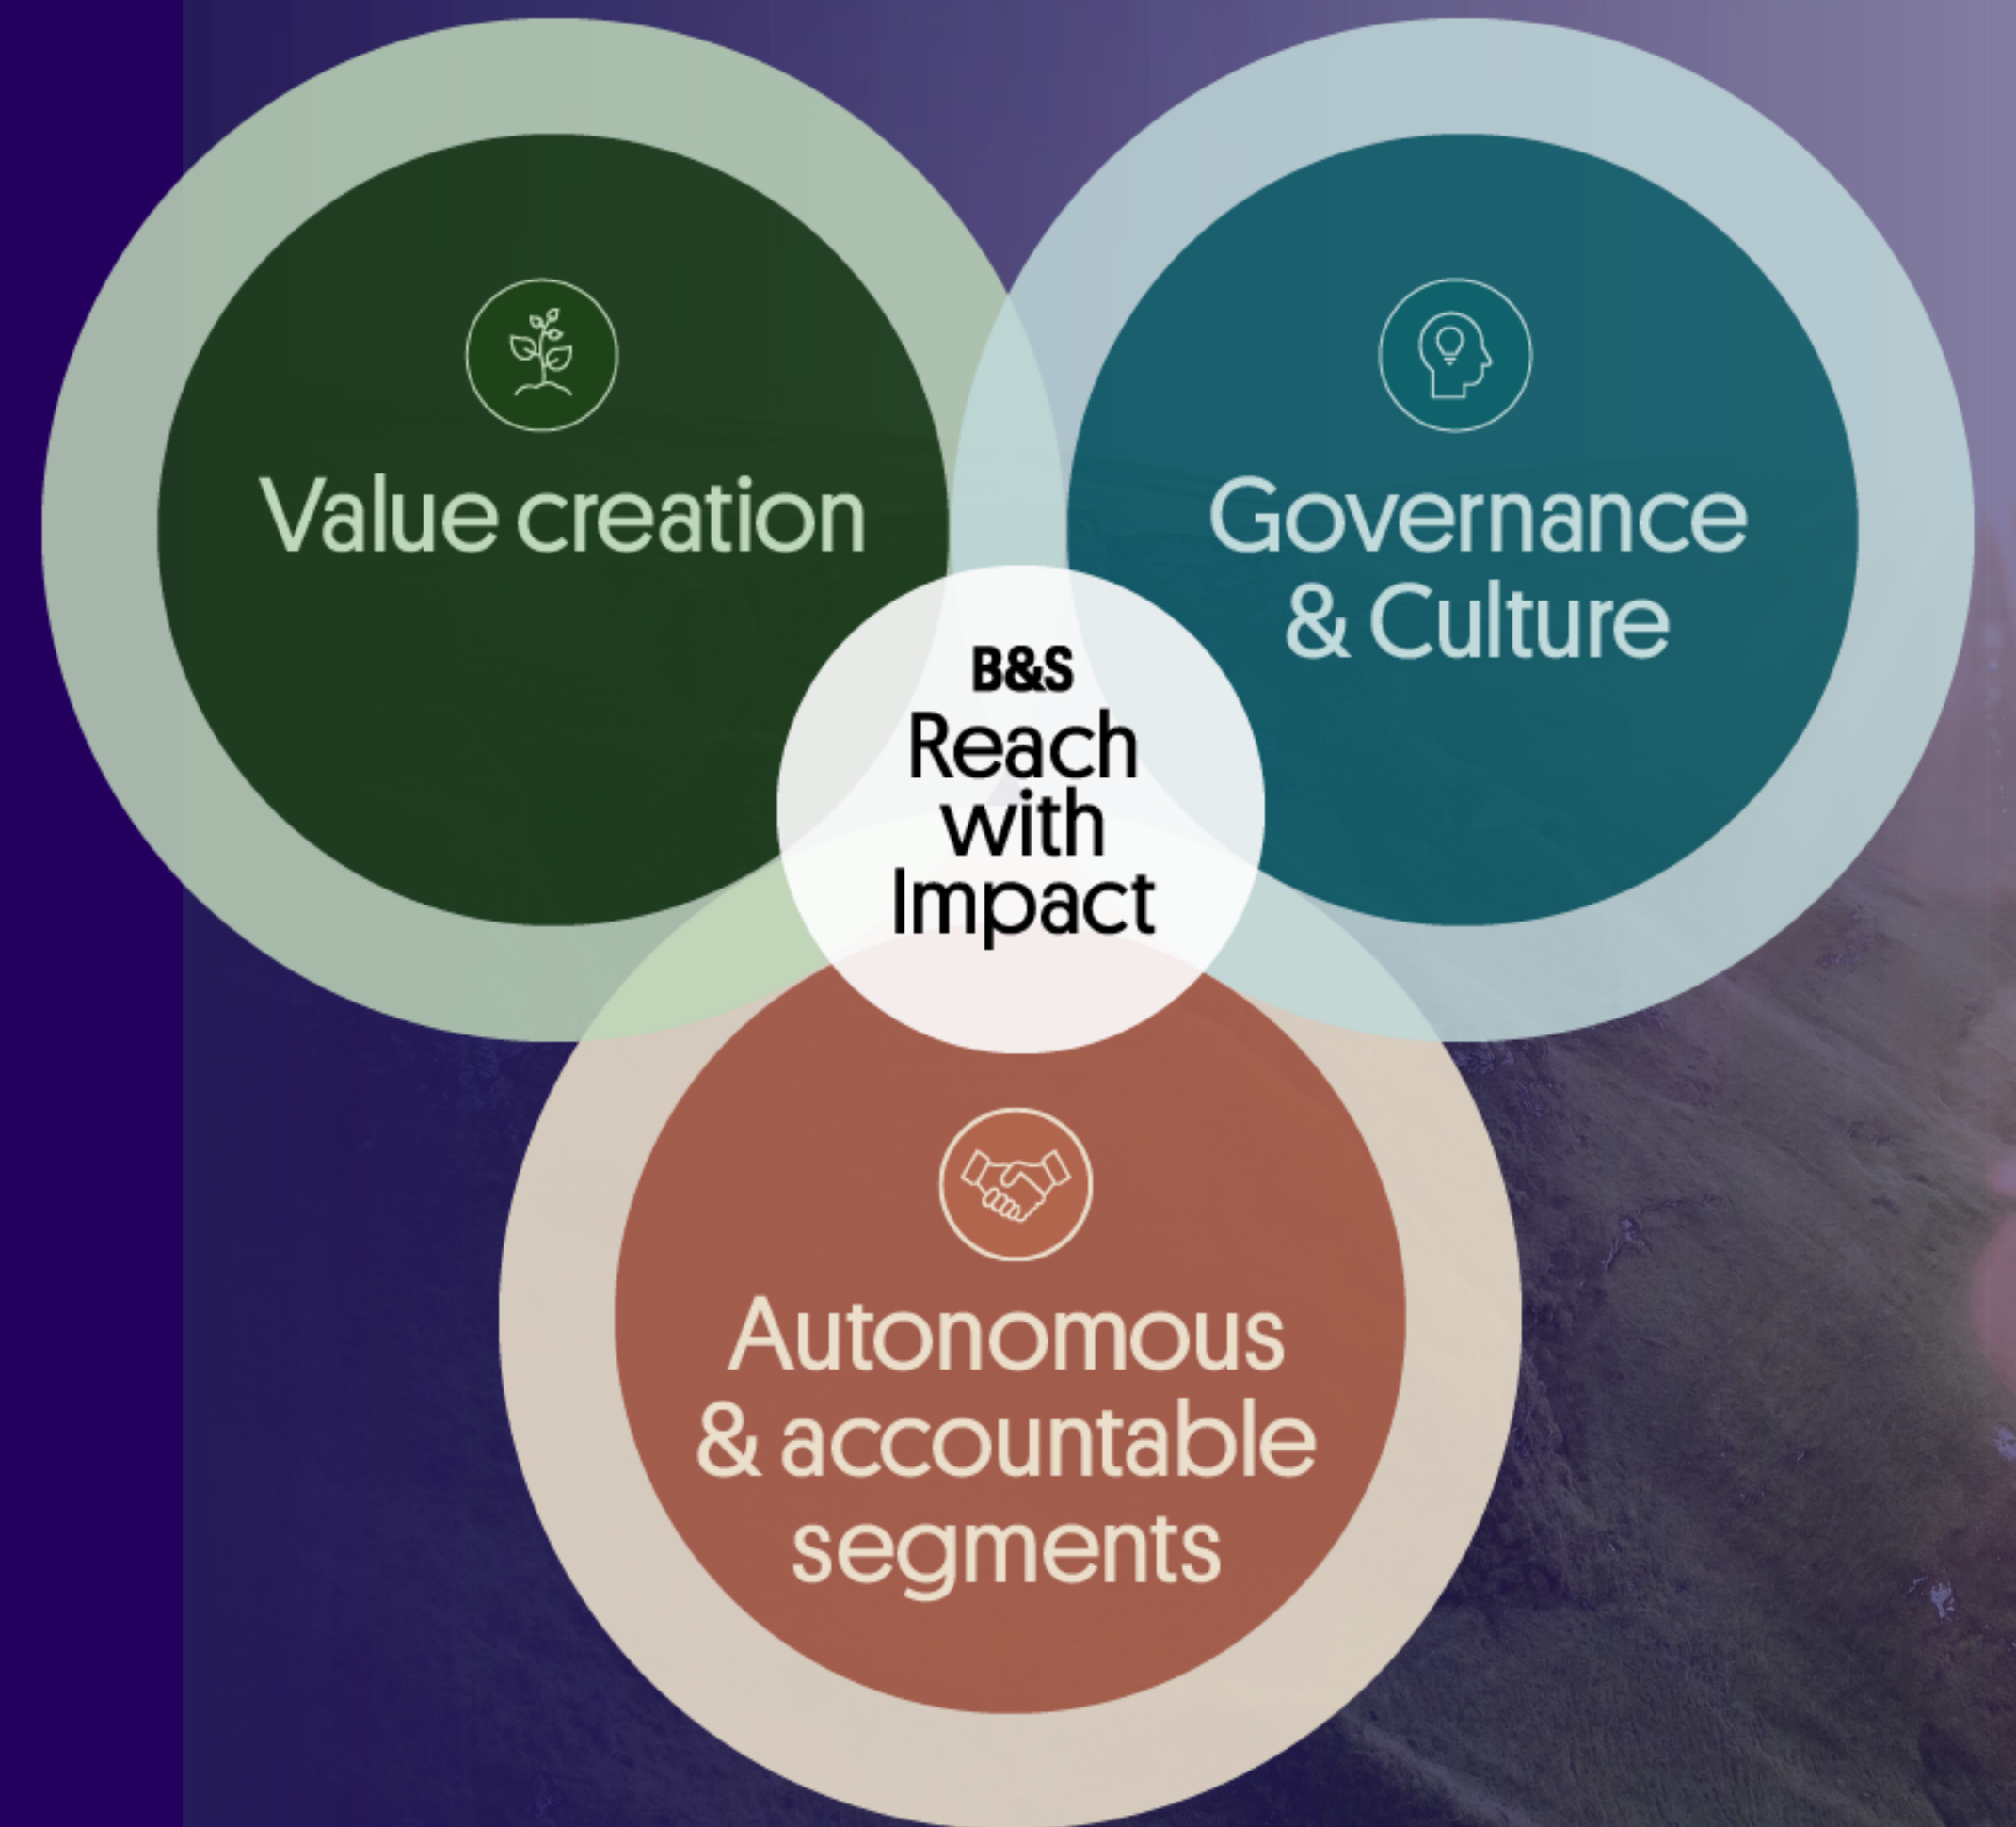 Value creation
Governance
& Culture
B&S
Reach
with
Impact
Autonomous
& accountable
segments